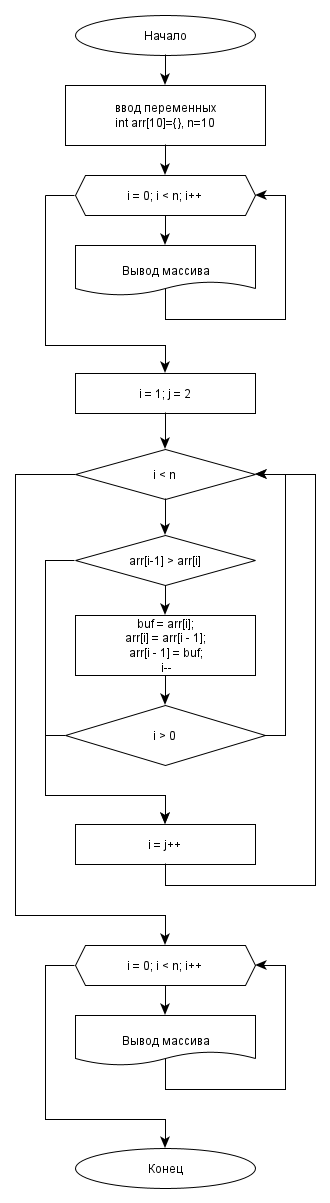 Начало
ввод переменных
int arr[10]={}, n=10
i = 0; i < n; i++
Вывод массива
i = 1; j = 2
i < n
arr[i-1] > arr[i]
buf = arr[i];
arr[i] = arr[i - 1];
arr[i - 1] = buf;
i--
i > 0
i = j++
i = 0; i < n; i++
Вывод массива
Конец